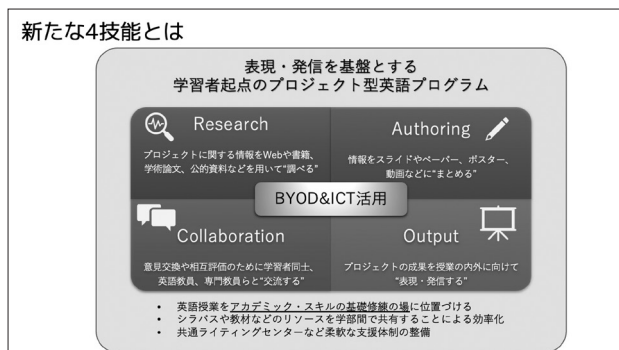 新たな4技能とは
表現・発信を基盤とする
学習者起点のプロジェクト型英語プログラム
Research
プロジェクトに関する情報をWebや書籍、
学術論文、公的資料などを用いて"調べる"
Authoring
情報をスライドやペーパー、ポスター、
動画などに"まとめる"
BYOD&ICT活用
Collaboration
意見交換や相互評価のために学習者同士、
英語教員、専門教員らと"交流する"
Output
プロジェクトの成果を授業の内外に向けて
"表現・発信する"
• 英語授業をアカデミック・スキルの基礎修練の場に位置づける
• シラバスや教材などのリソースを学部間で共有することによる効率化
• 共通ライティングセンターなど柔軟な支援体制の整備